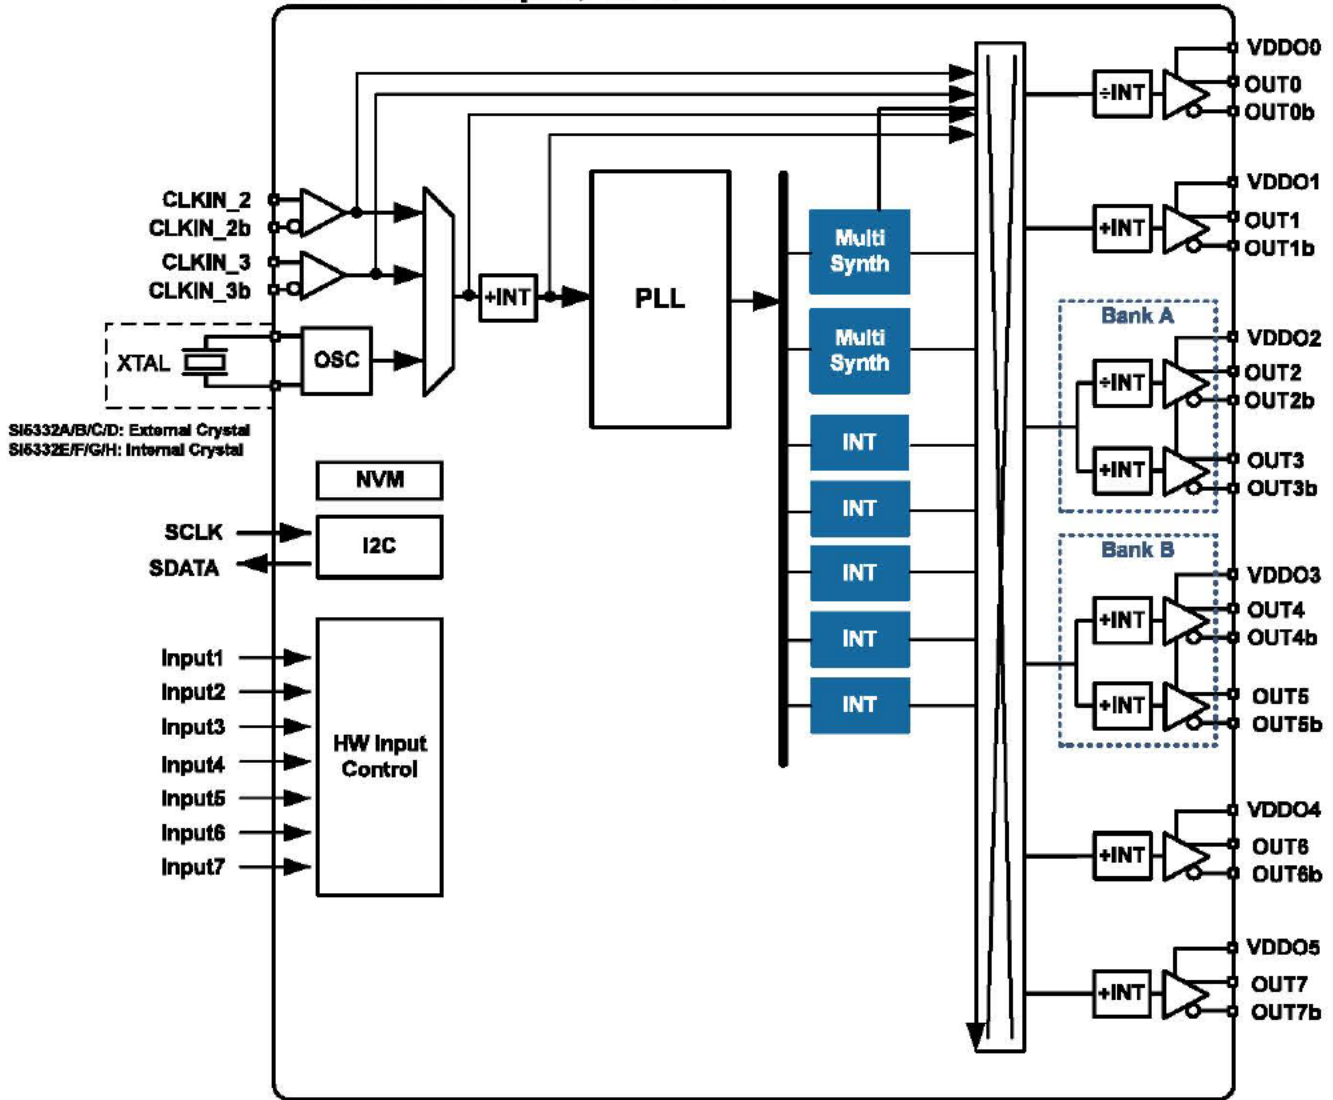 VDDO0
OUT0
÷INT
OUT0b
CLKIN_2
CLKIN_2b
CLKIN_3
CLKIN_3b
XTAL
OSC
+INT
PLL
SI5332A/B/C/D: External Crystal
SI5332E/F/G/H: Internal Crystal
NVM
SCLK
I2C
SDATA
Input1
Input2
Input3
Input4
Input5
Input6
Input7
HW Input
Control
Multi
Synth
Multi
Synth
INT
INT
INT
INT
INT
VDDO1
OUT1
+INT
OUT1b
Bank A
VDDO2
OUT2
÷INT
OUT2b
OUT3
+INT
OUT3b
Bank B
VDDO3
OUT4
+INT
OUT4b
OUT5
+INT
OUT5b
VDDO4
OUT6
+INT
OUT6b
VDDO5
OUT7
+INT
OUT7b